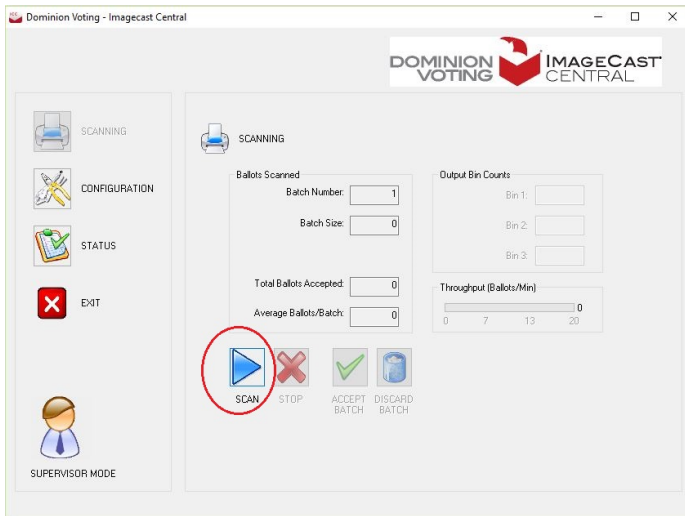 Dominion Voting - Imagecast Central
DOMINION VOTING
IMAGECAST CENTRAL
SCANNING
CONFIGURATION
STATUS
EXIT
SUPERVISOR MODE
SCANNING
Ballots Scanned
Batch Number: 1
Batch Size: 0
Total Ballots Accepted: 0
Average Ballots/Batch: 0
Output Bin Counts
Bin 1:
Bin 2:
Bin 3:
Throughput (Ballots/Min)
0
0 7 13 20
SCAN STOP ACCEPT BATCH DISCARD BATCH